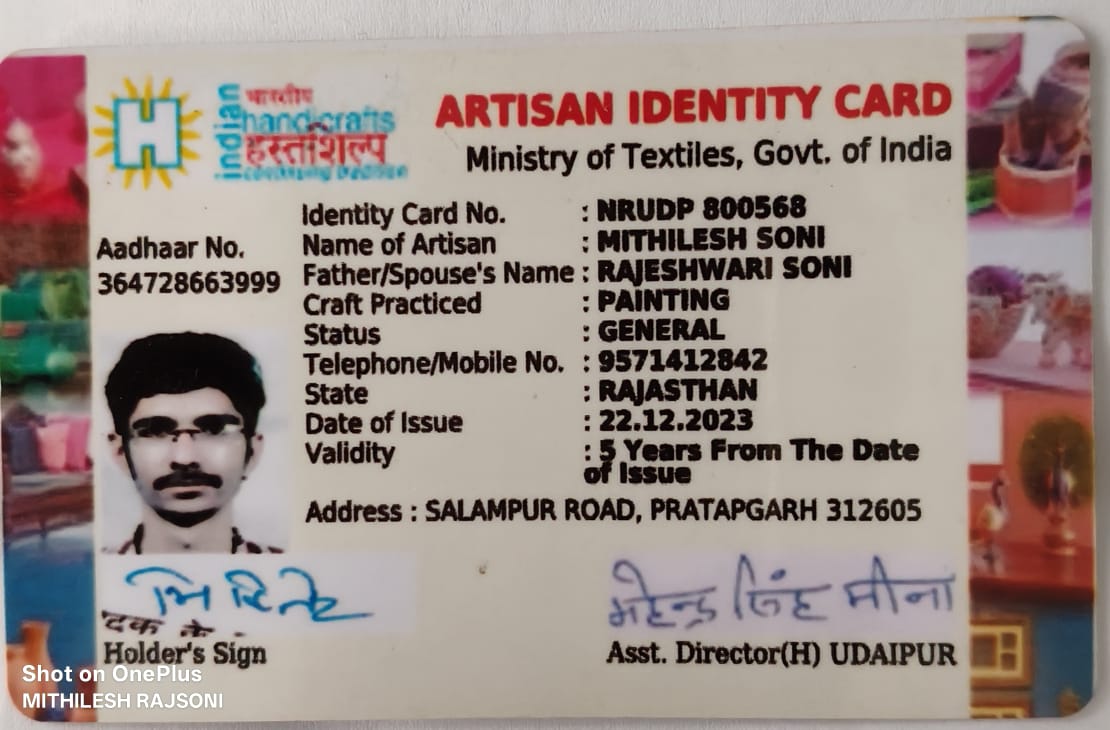 भारतीय
indian handicrafts
हस्तशिल्प
continuing tradition
ARTISAN IDENTITY CARD
Ministry of Textiles, Govt. of India
Aadhaar No.
364728663999
Identity Card No. : NRUDP 800568
Name of Artisan : MITHILESH SONI
Father/Spouse's Name : RAJESHWARI SONI
Craft Practiced : PAINTING
Status : GENERAL
Telephone/Mobile No. : 9571412842
State : RAJASTHAN
Date of Issue : 22.12.2023
Validity : 5 Years From The Date
of Issue
Address : SALAMPUR ROAD, PRATAPGARH 312605
महेन्द्र सिंह मीना
Holder's Sign
Asst. Director(H) UDAIPUR
Shot on OnePlus
MITHILESH RAJSONI